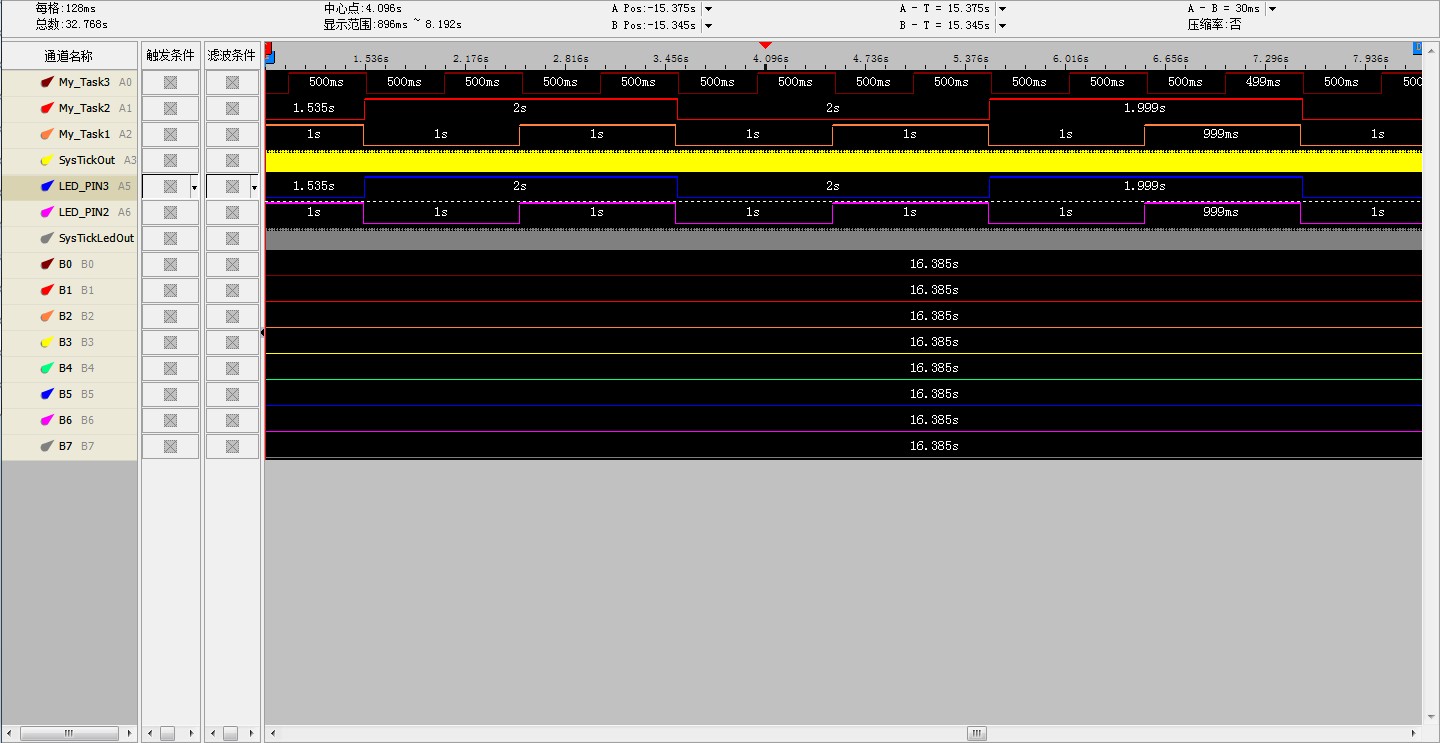 每格:128ms 中心点:4.096s A Pos:-15.375s A - T = 15.375s A - B = 30ms
总数:32.768s 显示范围:896ms ~ 8.192s B Pos:-15.345s B - T = 15.345s 压缩率:否
通道名称 触发条件 滤波条件
1.536s 2.176s 2.816s 3.456s 4.096s 4.736s 5.376s 6.016s 6.656s 7.296s 7.936s
My_Task3 A0 500ms 500ms 500ms 500ms 500ms 500ms 500ms 500ms 500ms 500ms 500ms 500ms 499ms 500ms 500
My_Task2 A1 1.535s 2s 2s 1.999s
My_Task1 A2 1s 1s 1s 1s 1s 1s 999ms 1s
SysTickOut A3
LED_PIN3 A5 1.535s 2s 2s 1.999s
LED_PIN2 A6 1s 1s 1s 1s 1s 1s 999ms 1s
SysTickLedOut
B0 B0 16.385s
B1 B1 16.385s
B2 B2 16.385s
B3 B3 16.385s
B4 B4 16.385s
B5 B5 16.385s
B6 B6 16.385s
B7 B7 16.385s